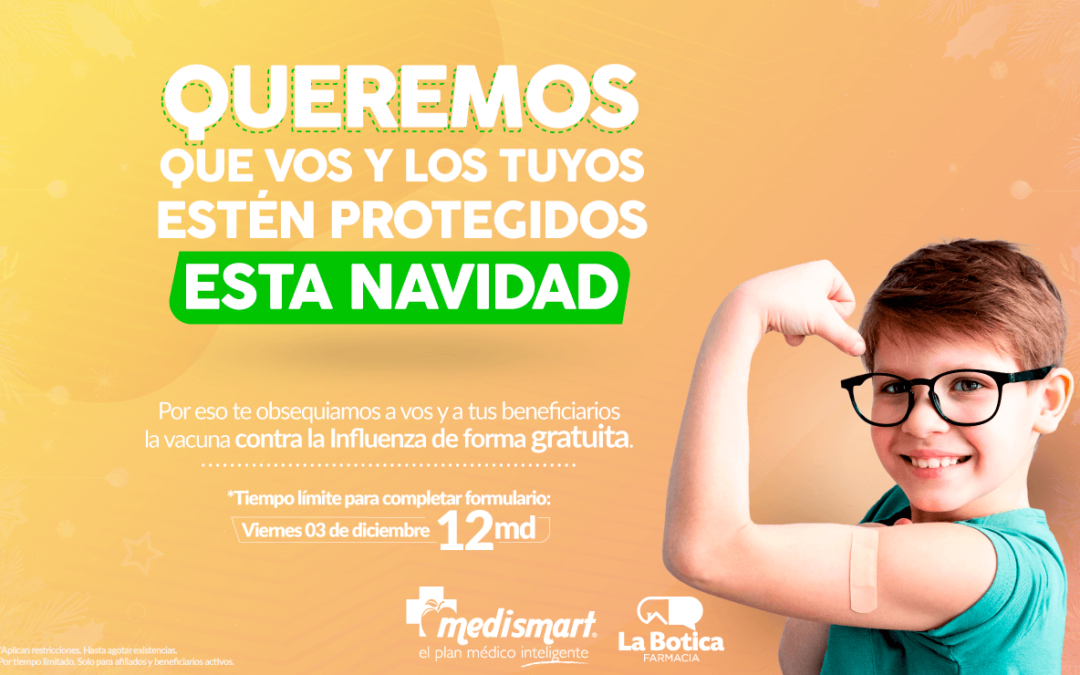 QUEREMOS
QUE VOS Y LOS TUYOS
ESTÉN PROTEGIDOS
ESTA NAVIDAD
Por eso te obsequiamos a vos y a tus beneficiarios
la vacuna contra la Influenza de forma gratuita.
*Tiempo límite para completar formulario:
Viernes 03 de diciembre 12md
medismart®
el plan médico inteligente
La Botica
FARMACIA
*Aplican restricciones. Hasta agotar existencias.
Por tiempo limitado. Solo para afiliados y beneficiarios activos.